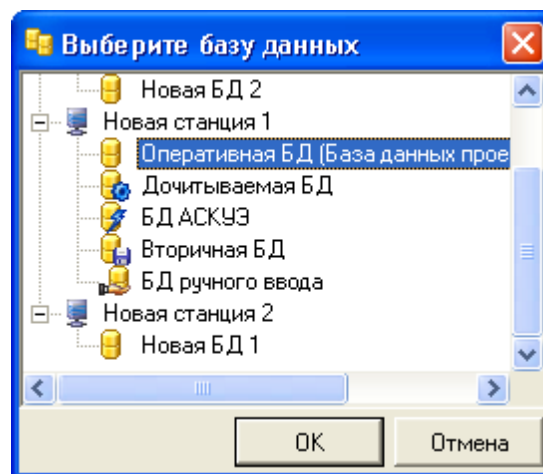 Выберите базу данных
Новая БД 2
Новая станция 1
Оперативная БД (База данных прое
Дочитываемая БД
БД АСКУЭ
Вторичная БД
БД ручного ввода
Новая станция 2
Новая БД 1
OK
Отмена